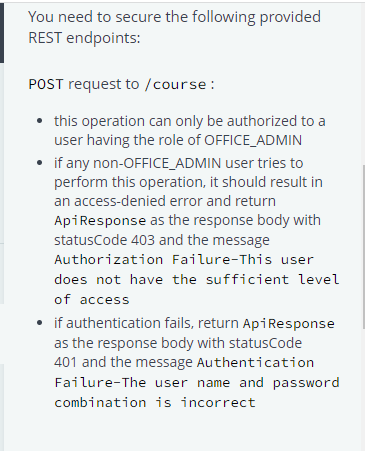 You need to secure the following provided
REST endpoints:
POST request to /course :
• this operation can only be authorized to a
user having the role of OFFICE_ADMIN
• if any non-OFFICE_ADMIN user tries to
perform this operation, it should result in
an access-denied error and return
ApiResponse as the response body with
statusCode 403 and the message
Authorization Failure-This user
does not have the sufficient level
of access
• if authentication fails, return ApiResponse
as the response body with statusCode
401 and the message Authentication
Failure-The user name and password
combination is incorrect